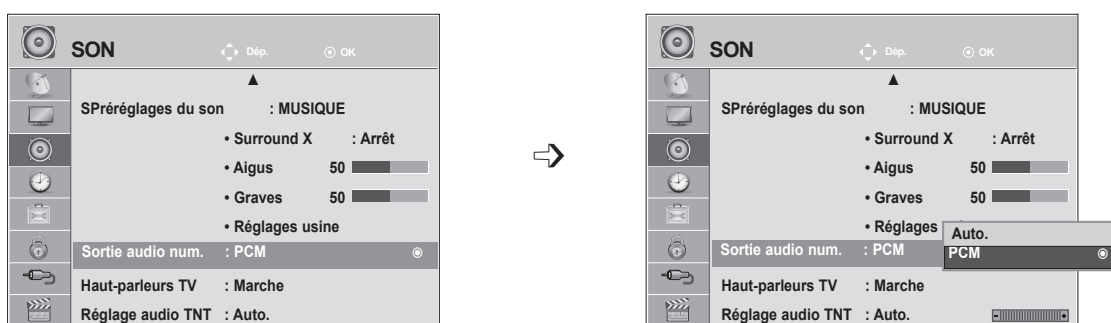 SON Dép. OK
SPréréglages du son : MUSIQUE
• Surround X : Arrêt
• Aigus 50
• Graves 50
• Réglages usine
Sortie audio num. : PCM
Haut-parleurs TV : Marche
Réglage audio TNT : Auto.
SON Dép. OK
SPréréglages du son : MUSIQUE
• Surround X : Arrêt
• Aigus 50
• Graves 50
• Réglages
Auto.
Sortie audio num. : PCM
PCM
Haut-parleurs TV : Marche
Réglage audio TNT : Auto.